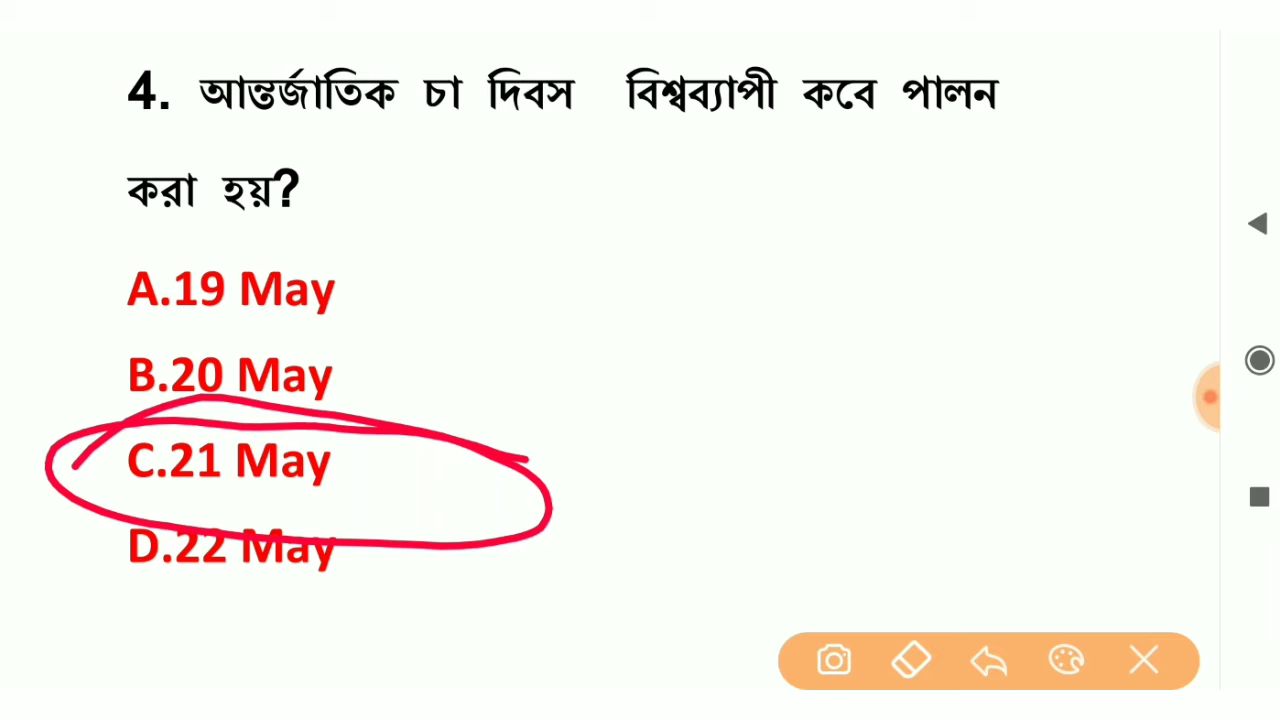 4. আন্তর্জাতিক চা দিবস বিশ্বব্যাপী কবে পালন
করা হয়?
A.19 May
B.20 May
C.21 May
D.22 May